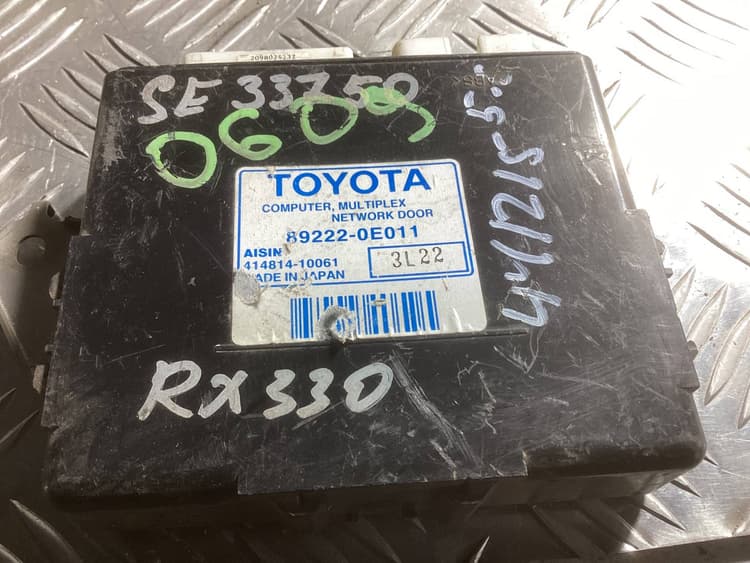 SE 33750
0609
TOYOTA
COMPUTER, MULTIPLEX
NETWORK DOOR
89222-0E011
AISIN
414814-10061
3L22
MADE IN JAPAN
RX330